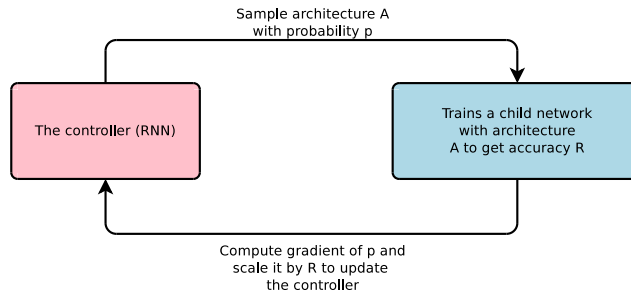 Sample architecture A
with probability p
The controller (RNN)
Trains a child network
with architecture
A to get accuracy R
Compute gradient of p and
scale it by R to update
the controller